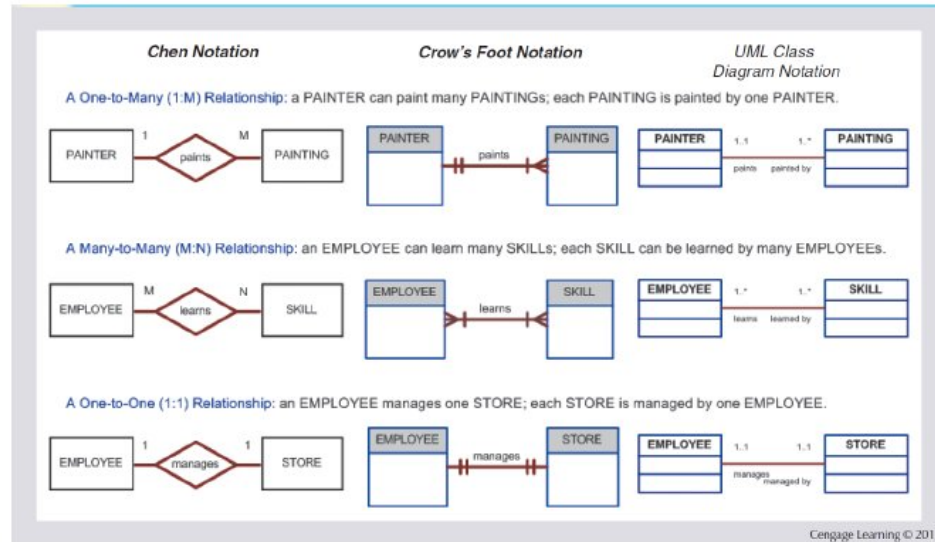 Chen Notation
Crow's Foot Notation
UML Class
Diagram Notation
A One-to-Many (1:M) Relationship: a PAINTER can paint many PAINTINGs; each PAINTING is painted by one PAINTER.
PAINTER
1
paints
M
PAINTING
PAINTER
paints
PAINTING
PAINTER
1..1
1..*
PAINTING
paints
painted by
A Many-to-Many (M:N) Relationship: an EMPLOYEE can learn many SKILLs; each SKILL can be learned by many EMPLOYEEs.
EMPLOYEE
M
learns
N
SKILL
EMPLOYEE
learns
SKILL
EMPLOYEE
1..*
1..*
SKILL
learns
learned by
A One-to-One (1:1) Relationship: an EMPLOYEE manages one STORE; each STORE is managed by one EMPLOYEE.
EMPLOYEE
1
manages
1
STORE
EMPLOYEE
manages
STORE
EMPLOYEE
1..1
1..1
STORE
manages
managed by
Cengage Learning © 201